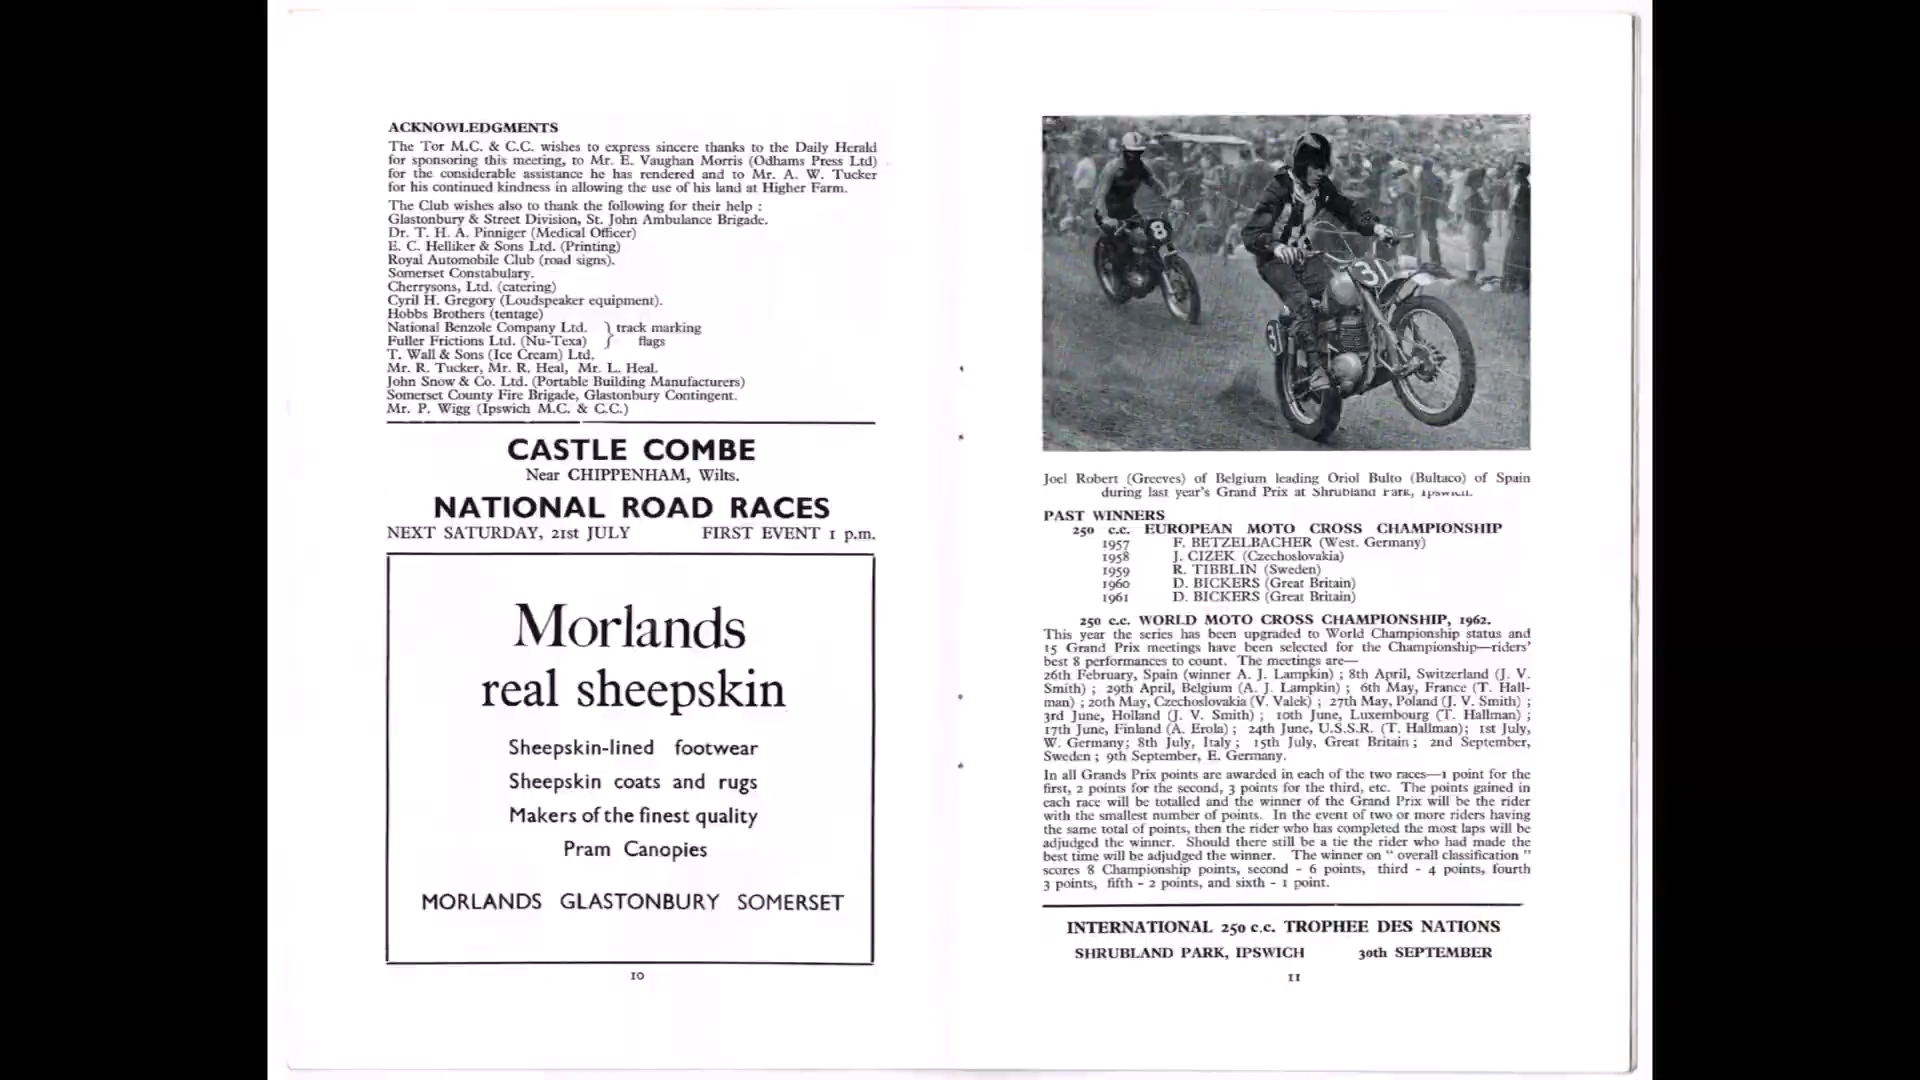 ACKNOWLEDGMENTS
The Tor M.C. & C.C. wishes to express sincere thanks to the Daily Herald
for sponsoring this meeting, to Mr. E. Vaughan Morris (Odhams Press Ltd)
for the considerable assistance he has rendered and to Mr. A. W. Tucker
for his continued kindness in allowing the use of his land at Higher Farm.
The Club wishes also to thank the following for their help :
Glastonbury & Street Division, St. John Ambulance Brigade.
Dr. T. H. A. Pinniger (Medical Officer)
E. C. Helliker & Sons Ltd. (Printing)
Royal Automobile Club (road signs).
Somerset Constabulary.
Cherrysons, Ltd. (catering)
Cyril H. Gregory (Loudspeaker equipment).
Hobbs Brothers (tentage)
National Benzole Company Ltd. } track marking
Fuller Frictions Ltd. (Nu-Texa) } flags
T. Wall & Sons (Ice Cream) Ltd.
Mr. R. Tucker, Mr. R. Heal, Mr. L. Heal.
John Snow & Co. Ltd. (Portable Building Manufacturers)
Somerset County Fire Brigade, Glastonbury Contingent.
Mr. P. Wigg (Ipswich M.C. & C.C.)
CASTLE COMBE
Near CHIPPENHAM, Wilts.
NATIONAL ROAD RACES
NEXT SATURDAY, 21st JULY FIRST EVENT 1 p.m.
Morlands
real sheepskin
Sheepskin-lined footwear
Sheepskin coats and rugs
Makers of the finest quality
Pram Canopies
MORLANDS GLASTONBURY SOMERSET
10
8
31
31
Joel Robert (Greeves) of Belgium leading Oriol Bulto (Bultaco) of Spain
during last year's Grand Prix at Shrubland Park, Ipswich.
PAST WINNERS
250 c.c. EUROPEAN MOTO CROSS CHAMPIONSHIP
1957 F. BETZELBACHER (West. Germany)
1958 J. CIZEK (Czechoslovakia)
1959 R. TIBBLIN (Sweden)
1960 D. BICKERS (Great Britain)
1961 D. BICKERS (Great Britain)
250 c.c. WORLD MOTO CROSS CHAMPIONSHIP, 1962.
This year the series has been upgraded to World Championship status and
15 Grand Prix meetings have been selected for the Championship—riders'
best 8 performances to count. The meetings are—
26th February, Spain (winner A. J. Lampkin) ; 8th April, Switzerland (J. V.
Smith) ; 29th April, Belgium (A. J. Lampkin) ; 6th May, France (T. Hall-
man) ; 20th May, Czechoslovakia (V. Valek) ; 27th May, Poland (J. V. Smith) ;
3rd June, Holland (J. V. Smith) ; 10th June, Luxembourg (T. Hallman) ;
17th June, Finland (A. Erola) ; 24th June, U.S.S.R. (T. Hallman); 1st July,
W. Germany; 8th July, Italy ; 15th July, Great Britain ; 2nd September,
Sweden ; 9th September, E. Germany.
In all Grands Prix points are awarded in each of the two races—1 point for the
first, 2 points for the second, 3 points for the third, etc. The points gained in
each race will be totalled and the winner of the Grand Prix will be the rider
with the smallest number of points. In the event of two or more riders having
the same total of points, then the rider who has completed the most laps will be
adjudged the winner. Should there still be a tie the rider who had made the
best time will be adjudged the winner. The winner on " overall classification "
scores 8 Championship points, second - 6 points, third - 4 points, fourth
3 points, fifth - 2 points, and sixth - 1 point.
INTERNATIONAL 250 c.c. TROPHEE DES NATIONS
SHRUBLAND PARK, IPSWICH 30th SEPTEMBER
11